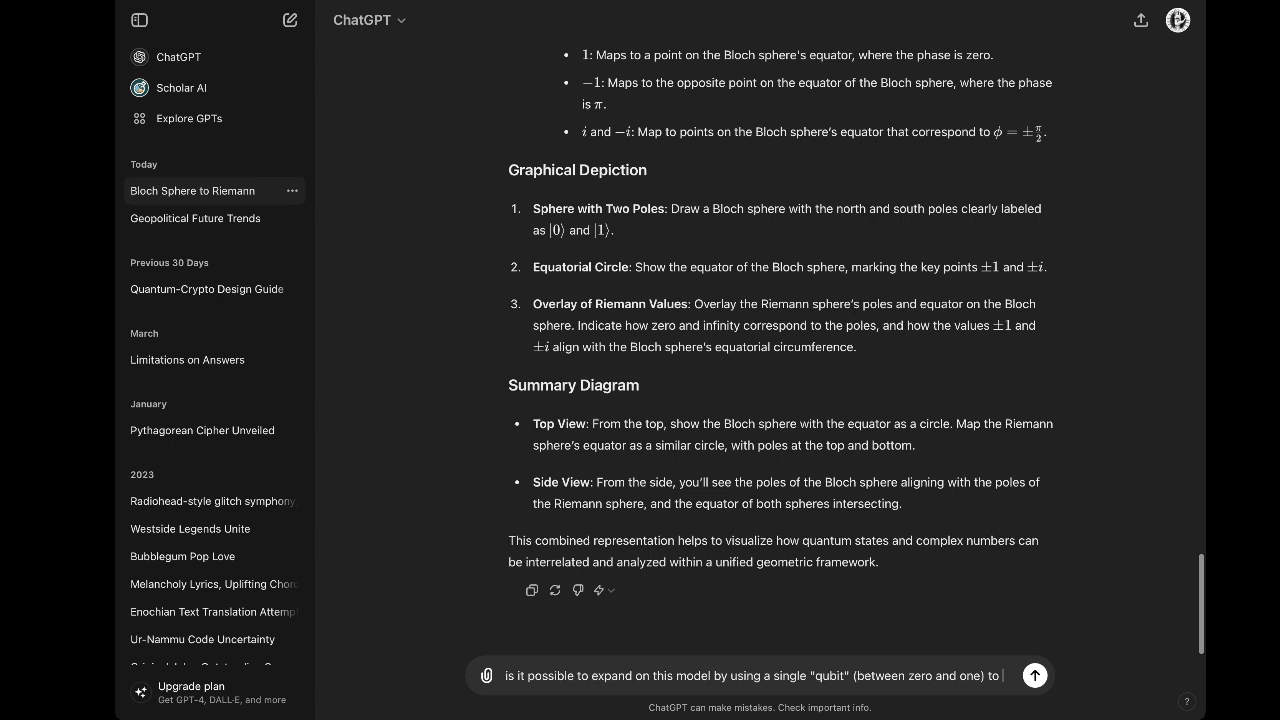 ChatGPT
Scholar AI
Explore GPTs
Today
Bloch Sphere to Riemann
Geopolitical Future Trends
Previous 30 Days
Quantum-Crypto Design Guide
March
Limitations on Answers
January
Pythagorean Cipher Unveiled
2023
Radiohead-style glitch symphony
Westside Legends Unite
Bubblegum Pop Love
Melancholy Lyrics, Uplifting Chor
Enochian Text Translation Attempt
Ur-Nammu Code Uncertainty
Upgrade plan
Get GPT-4, DALL·E, and more
ChatGPT
• 1: Maps to a point on the Bloch sphere's equator, where the phase is zero.
• −1: Maps to the opposite point on the equator of the Bloch sphere, where the phase
is π.
• i and −i: Map to points on the Bloch sphere's equator that correspond to ϕ = ±π/2.
Graphical Depiction
1. Sphere with Two Poles: Draw a Bloch sphere with the north and south poles clearly labeled
as |0⟩ and |1⟩.
2. Equatorial Circle: Show the equator of the Bloch sphere, marking the key points ±1 and ±i.
3. Overlay of Riemann Values: Overlay the Riemann sphere's poles and equator on the Bloch
sphere. Indicate how zero and infinity correspond to the poles, and how the values ±1 and
±i align with the Bloch sphere's equatorial circumference.
Summary Diagram
• Top View: From the top, show the Bloch sphere with the equator as a circle. Map the Riemann
sphere's equator as a similar circle, with poles at the top and bottom.
• Side View: From the side, you'll see the poles of the Bloch sphere aligning with the poles of
the Riemann sphere, and the equator of both spheres intersecting.
This combined representation helps to visualize how quantum states and complex numbers can
be interrelated and analyzed within a unified geometric framework.
is it possible to expand on this model by using a single "qubit" (between zero and one) to
ChatGPT can make mistakes. Check important info.
?